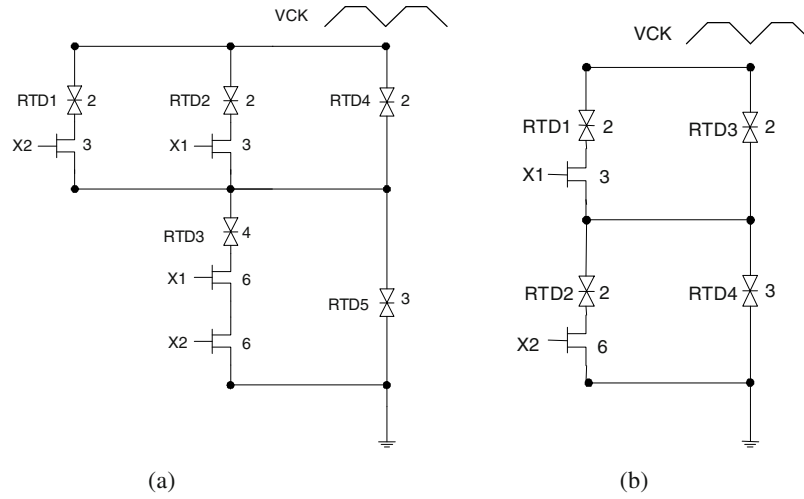 VCK
RTD1 2
RTD2 2
RTD4 2
X2 3
X1 3
RTD3 4
X1 6
RTD5 3
X2 6
(a)
VCK
RTD1 2
RTD3 2
X1 3
RTD2 2
RTD4 3
X2 6
(b)